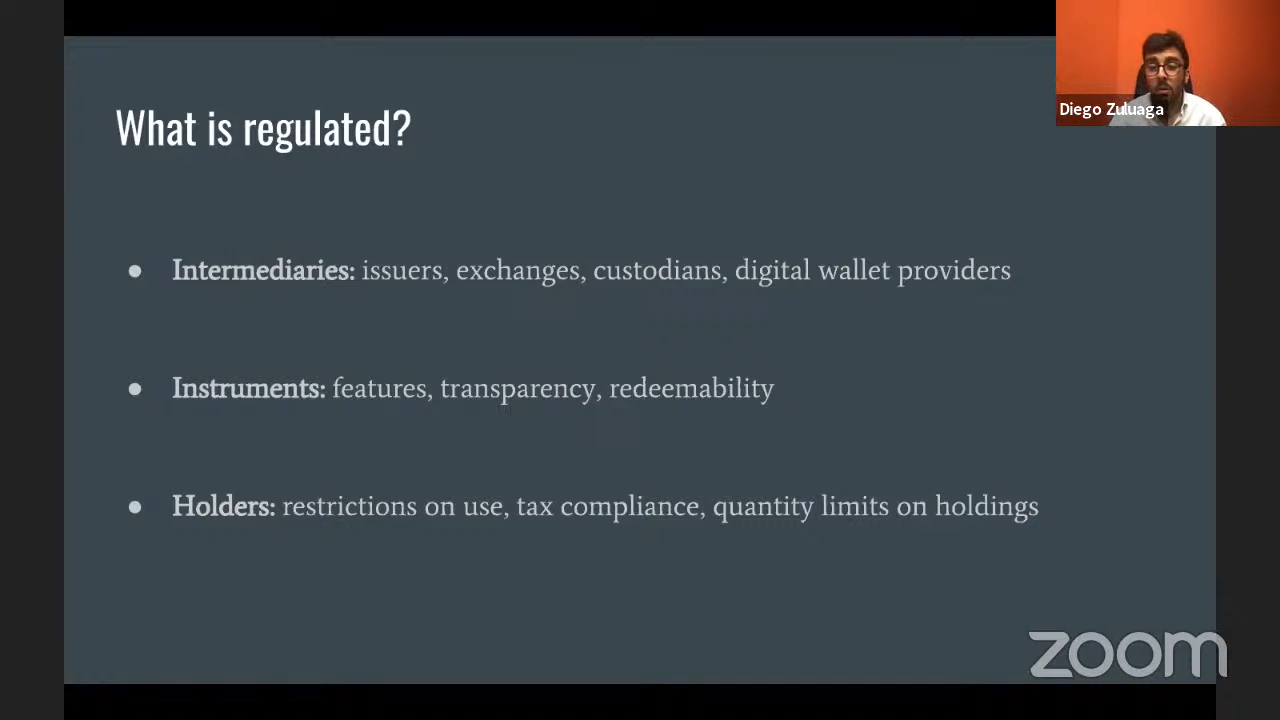 What is regulated?
Diego Zuluaga
● Intermediaries: issuers, exchanges, custodians, digital wallet providers
● Instruments: features, transparency, redeemability
● Holders: restrictions on use, tax compliance, quantity limits on holdings
zoom